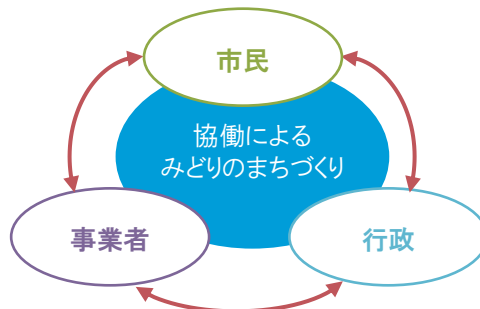 市民
協働による
みどりのまちづくり
事業者
行政